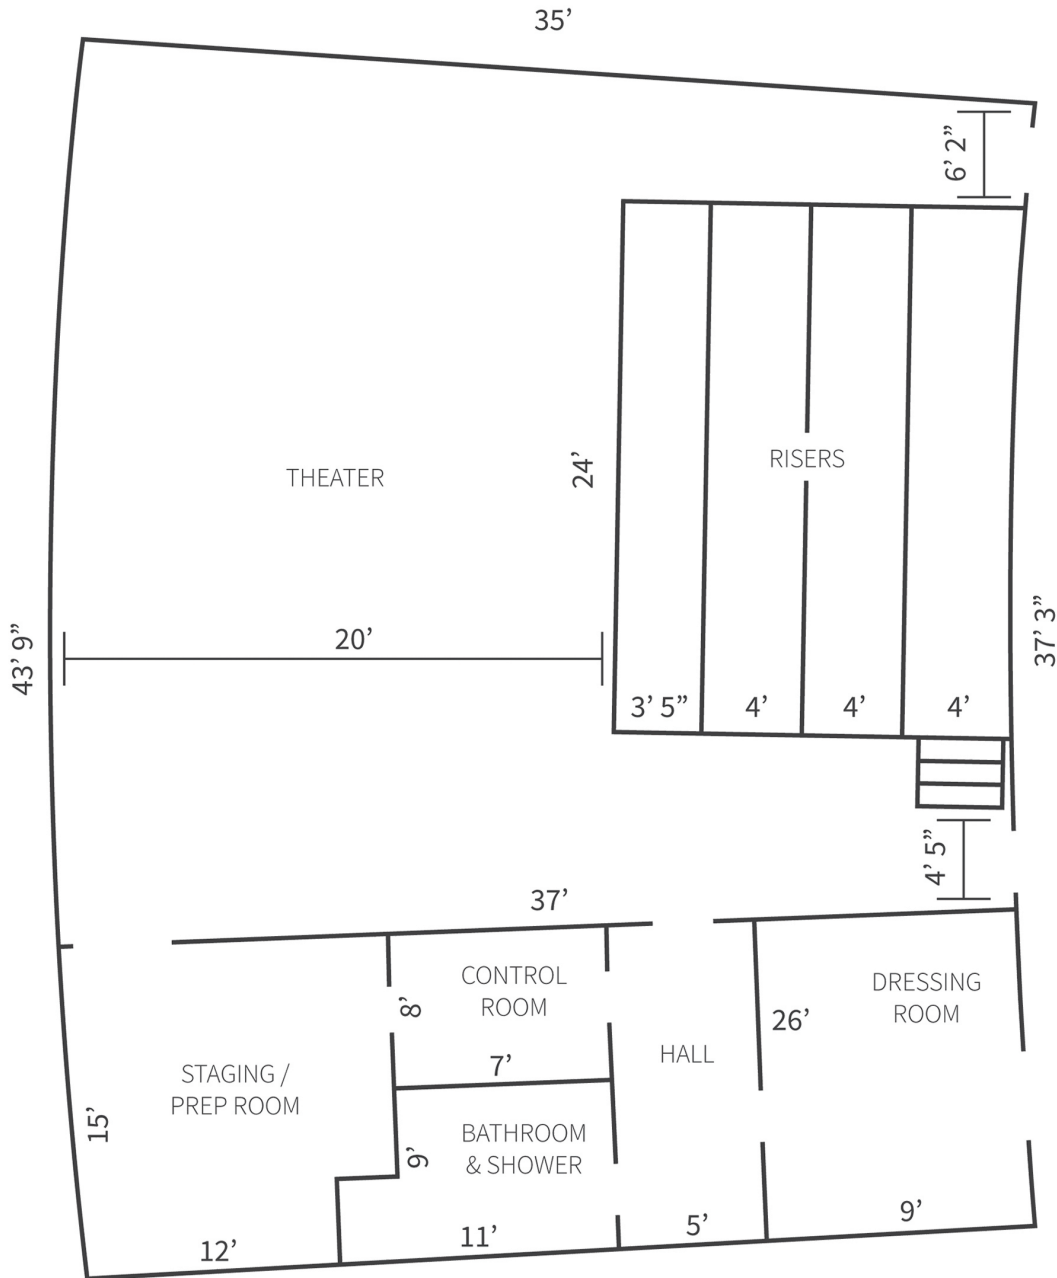 35’
6’ 2”
THEATER
24’
RISERS
43’ 9”
20’
37’ 3”
3’ 5”
4’
4’
4’
4’ 5”
37’
CONTROL
ROOM
8’
7’
HALL
26’
DRESSING
ROOM
STAGING /
PREP ROOM
15’
BATHROOM
& SHOWER
9’
12’
11’
5’
9’